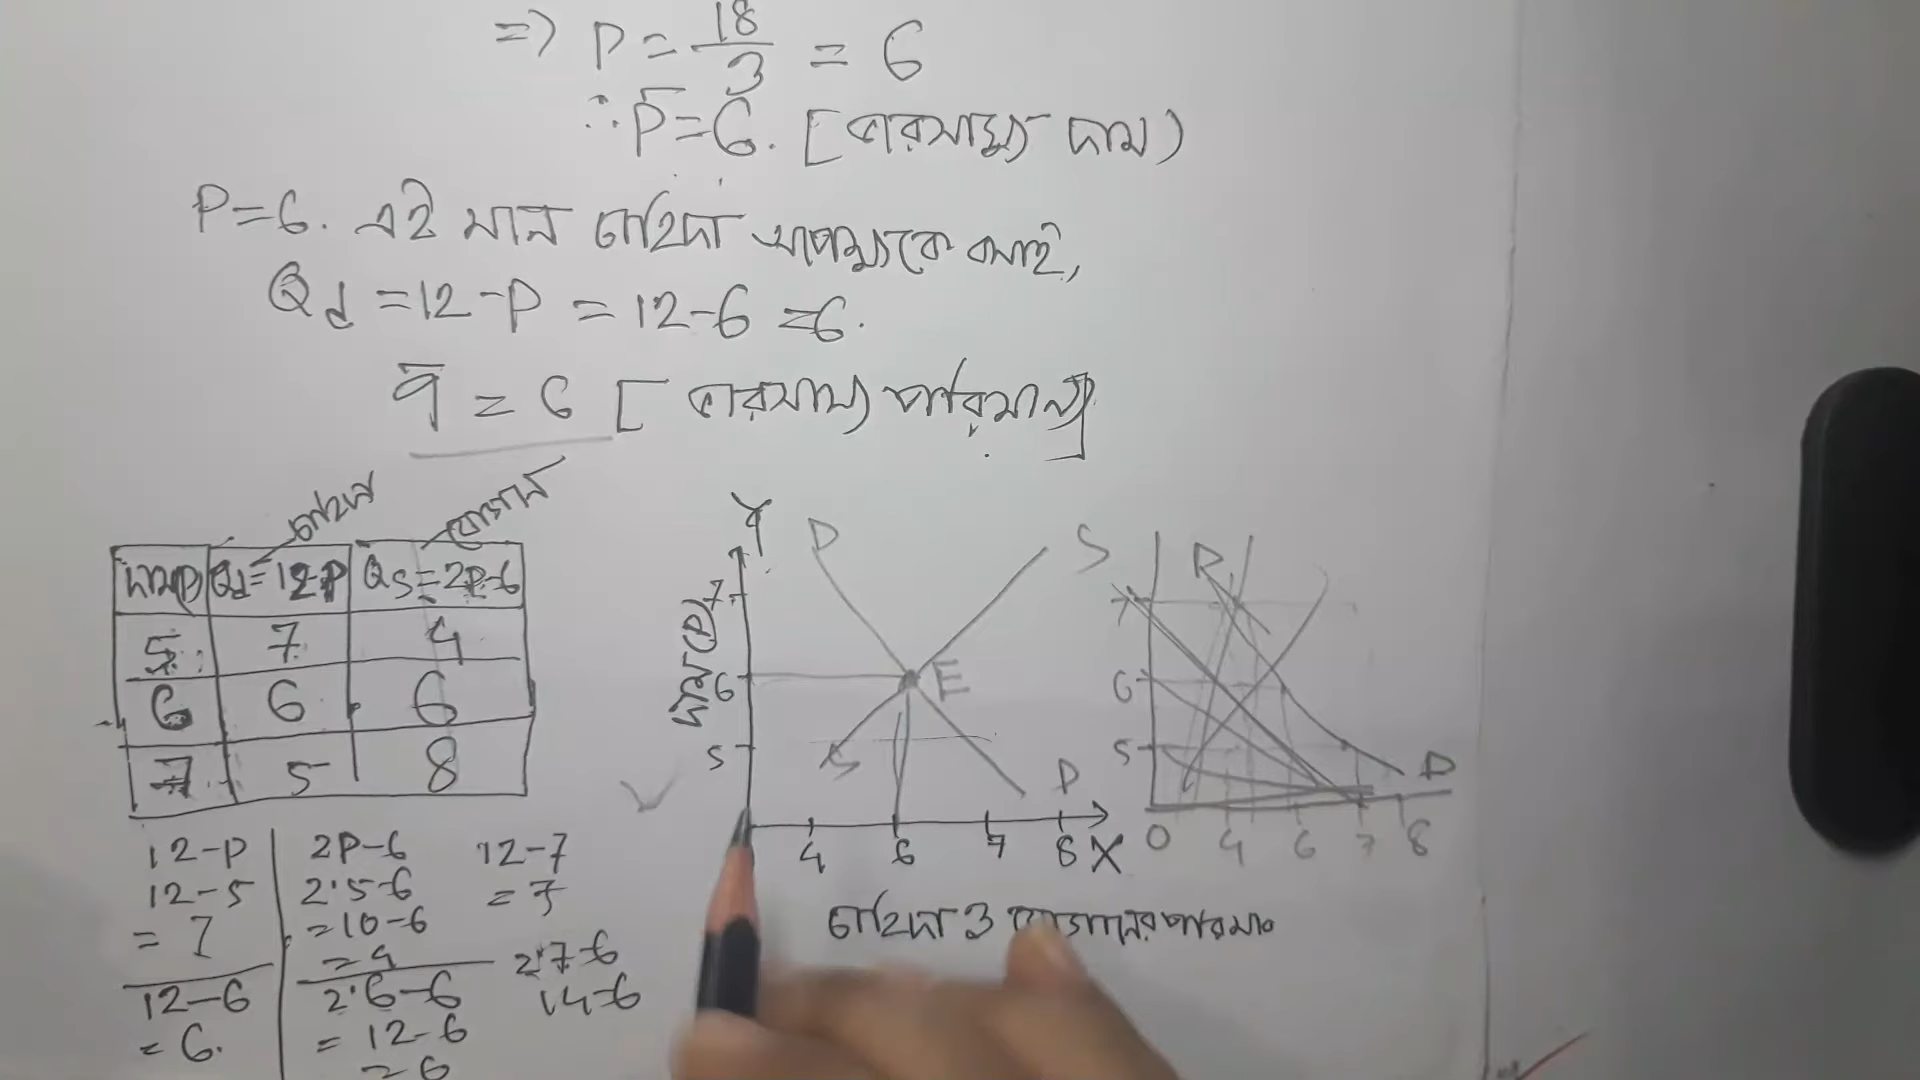 => P = 18/3 = 6
∴ P̄ = 6. [ভারসাম্য দাম)
P=6. এই মান চাহিদা সমীকরণে বসাই,
Qd = 12-P = 12-6 = 6.
q̄ = 6 [ভারসাম্য পরিমাণ]
চাহিদা যোগান
দাম(P) Qd=12-P Qs=2P-6
5 7 4
6 6 6
7 5 8
12-P
12-5
= 7
12-6
= 6.
2P-6
2·5-6
=10-6
=4
2·6-6
= 12-6
= 6
12-7
= 7
2·7-6
14-6
Y
D S
দাম(P)
7
6 E
5 S D
4 6 7 8 X
চাহিদা ও যোগানের পরিমাণ
D
7
6
5 D
0 4 6 7 8